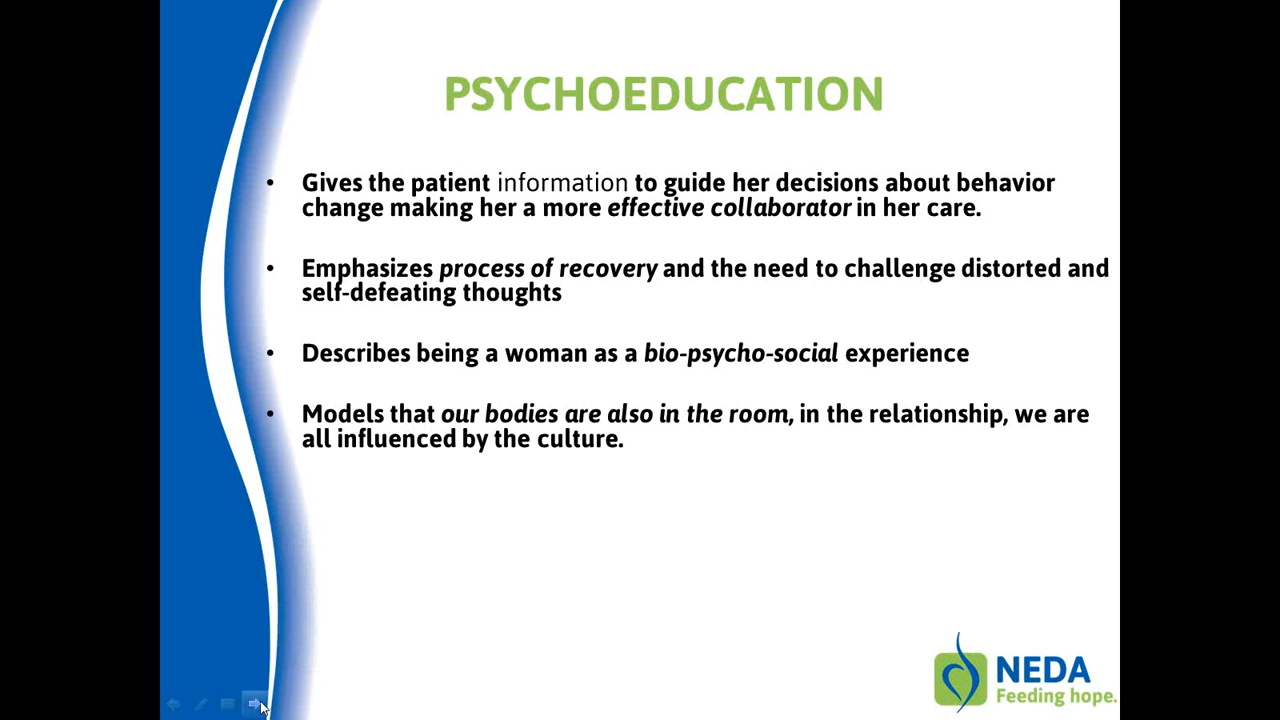 PSYCHOEDUCATION
• Gives the patient information to guide her decisions about behavior
change making her a more effective collaborator in her care.
• Emphasizes process of recovery and the need to challenge distorted and
self-defeating thoughts
• Describes being a woman as a bio-psycho-social experience
• Models that our bodies are also in the room, in the relationship, we are
all influenced by the culture.
NEDA
Feeding hope.